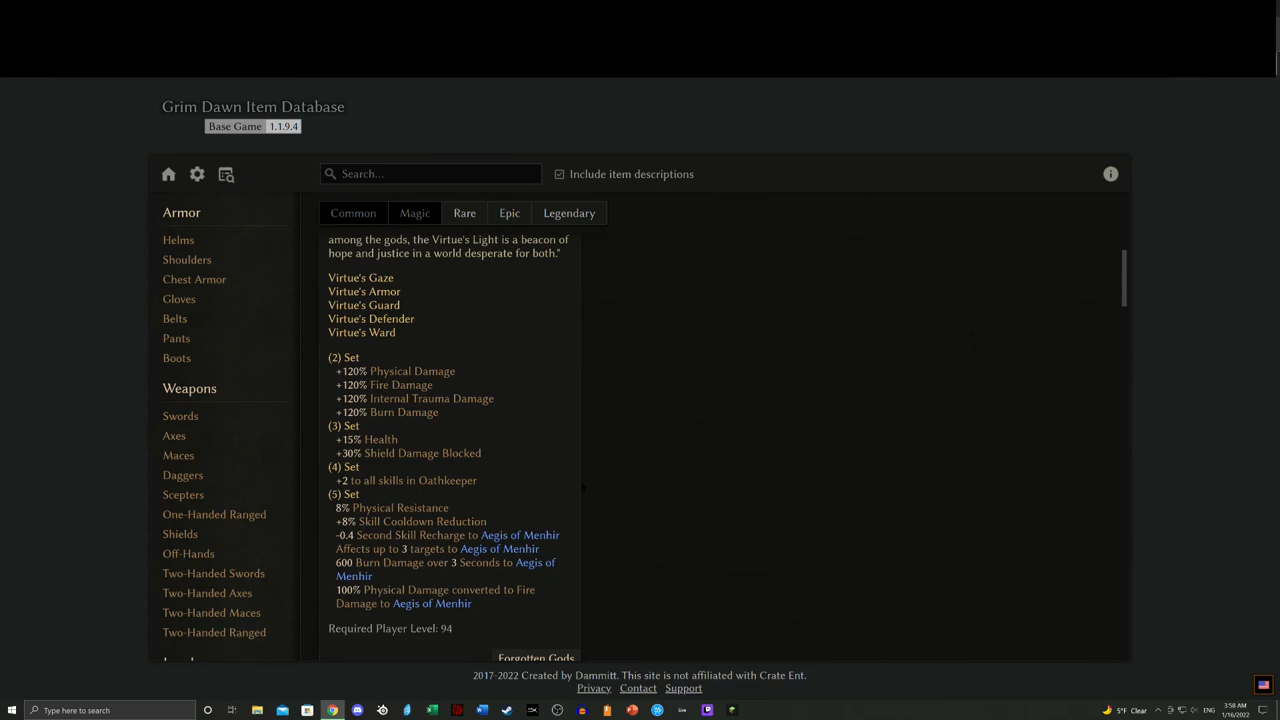 Grim Dawn Item Database
Base Game 1.1.9.4
Search...
Include item descriptions
Armor
Helms
Shoulders
Chest Armor
Gloves
Belts
Pants
Boots
Weapons
Swords
Axes
Maces
Daggers
Scepters
One-Handed Ranged
Shields
Off-Hands
Two-Handed Swords
Two-Handed Axes
Two-Handed Maces
Two-Handed Ranged
Common Magic Rare Epic Legendary
among the gods, the Virtue's Light is a beacon of
hope and justice in a world desperate for both."
Virtue's Gaze
Virtue's Armor
Virtue's Guard
Virtue's Defender
Virtue's Ward
(2) Set
+120% Physical Damage
+120% Fire Damage
+120% Internal Trauma Damage
+120% Burn Damage
(3) Set
+15% Health
+30% Shield Damage Blocked
(4) Set
+2 to all skills in Oathkeeper
(5) Set
8% Physical Resistance
+8% Skill Cooldown Reduction
-0.4 Second Skill Recharge to Aegis of Menhir
Affects up to 3 targets to Aegis of Menhir
600 Burn Damage over 3 Seconds to Aegis of
Menhir
100% Physical Damage converted to Fire
Damage to Aegis of Menhir
Required Player Level: 94
Forgotten Gods
2017-2022 Created by Dammitt. This site is not affiliated with Crate Ent.
Privacy Contact Support
Type here to search
5°F Clear
ENG
3:58 AM
1/16/2022